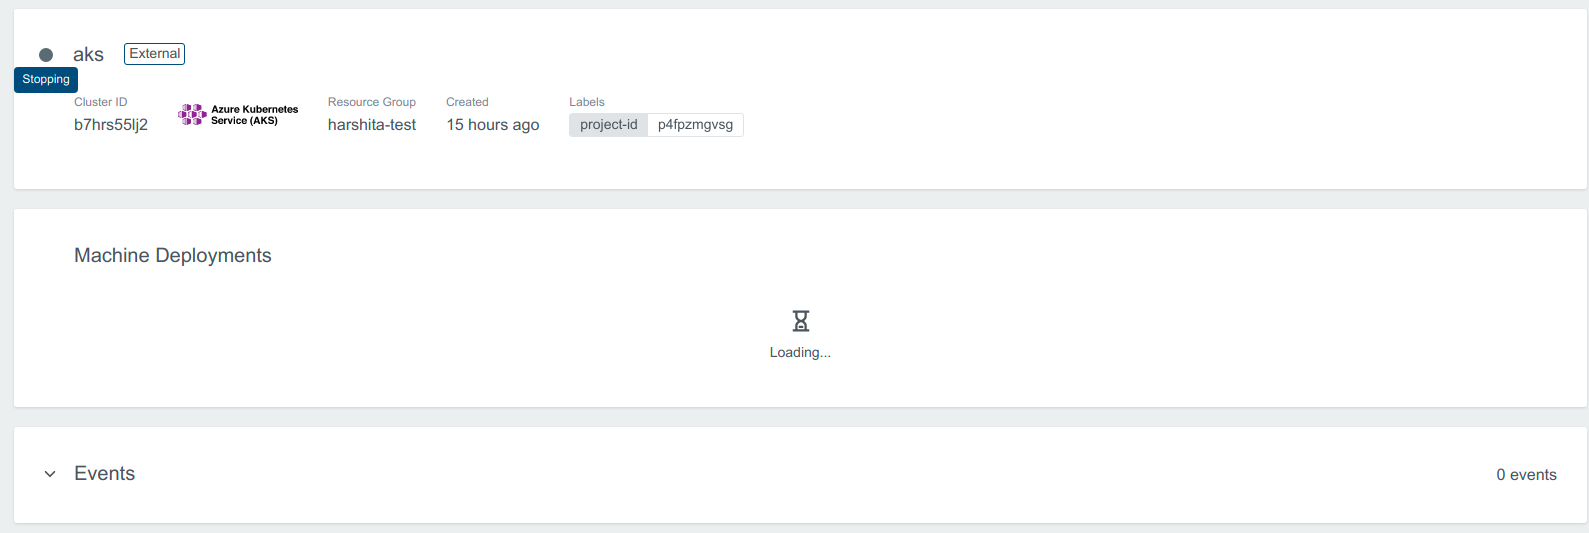 aks External
Stopping
Cluster ID
b7hrs55lj2
Azure Kubernetes
Service (AKS)
Resource Group
harshita-test
Created
15 hours ago
Labels
project-id p4fpzmgvsg
Machine Deployments
Loading...
Events
0 events